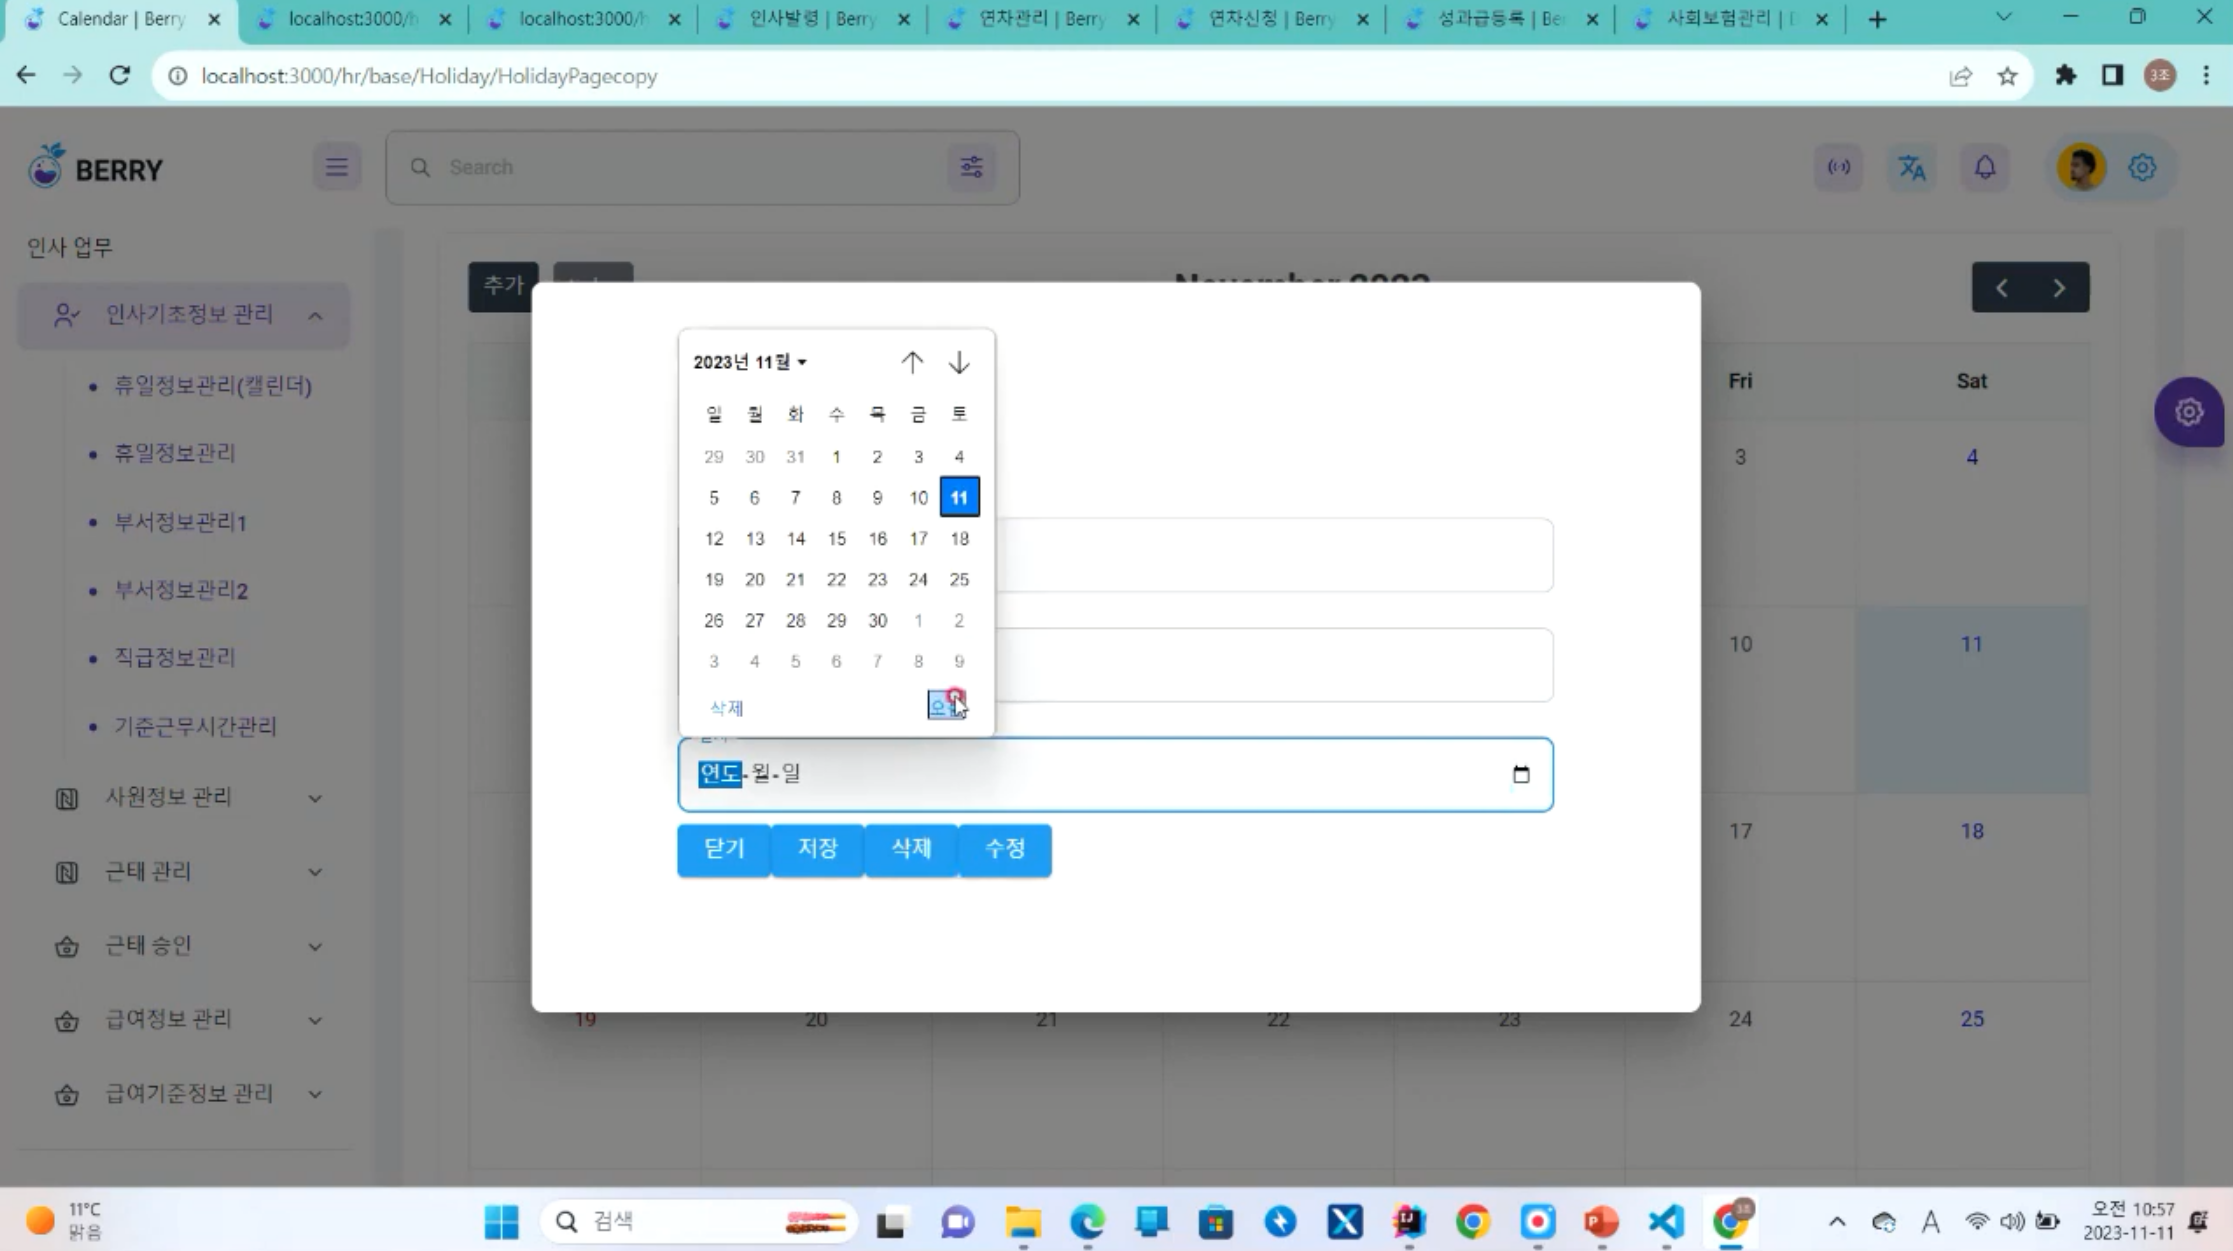 Calendar | Berry
localhost:3000/h
localhost:3000/h
인사발령 | Berry
연차관리 | Berry
연차신청 | Berry
성과급등록 | Be
사회보험관리 |
localhost:3000/hr/base/Holiday/HolidayPagecopy
3조
BERRY
Search
인사 업무
인사기초정보 관리
휴일정보관리(캘린더)
휴일정보관리
부서정보관리1
부서정보관리2
직급정보관리
기준근무시간관리
사원정보 관리
근태 관리
근태 승인
급여정보 관리
급여기준정보 관리
추가
November 2023
Fri Sat
3 4
10 11
17 18
19 20 21 22 23 24 25
2023년 11월
일 월 화 수 목 금 토
29 30 31 1 2 3 4
5 6 7 8 9 10 11
12 13 14 15 16 17 18
19 20 21 22 23 24 25
26 27 28 29 30 1 2
3 4 5 6 7 8 9
삭제
연도-월-일
닫기 저장 삭제 수정
11°C
맑음
검색
A
오전 10:57
2023-11-11